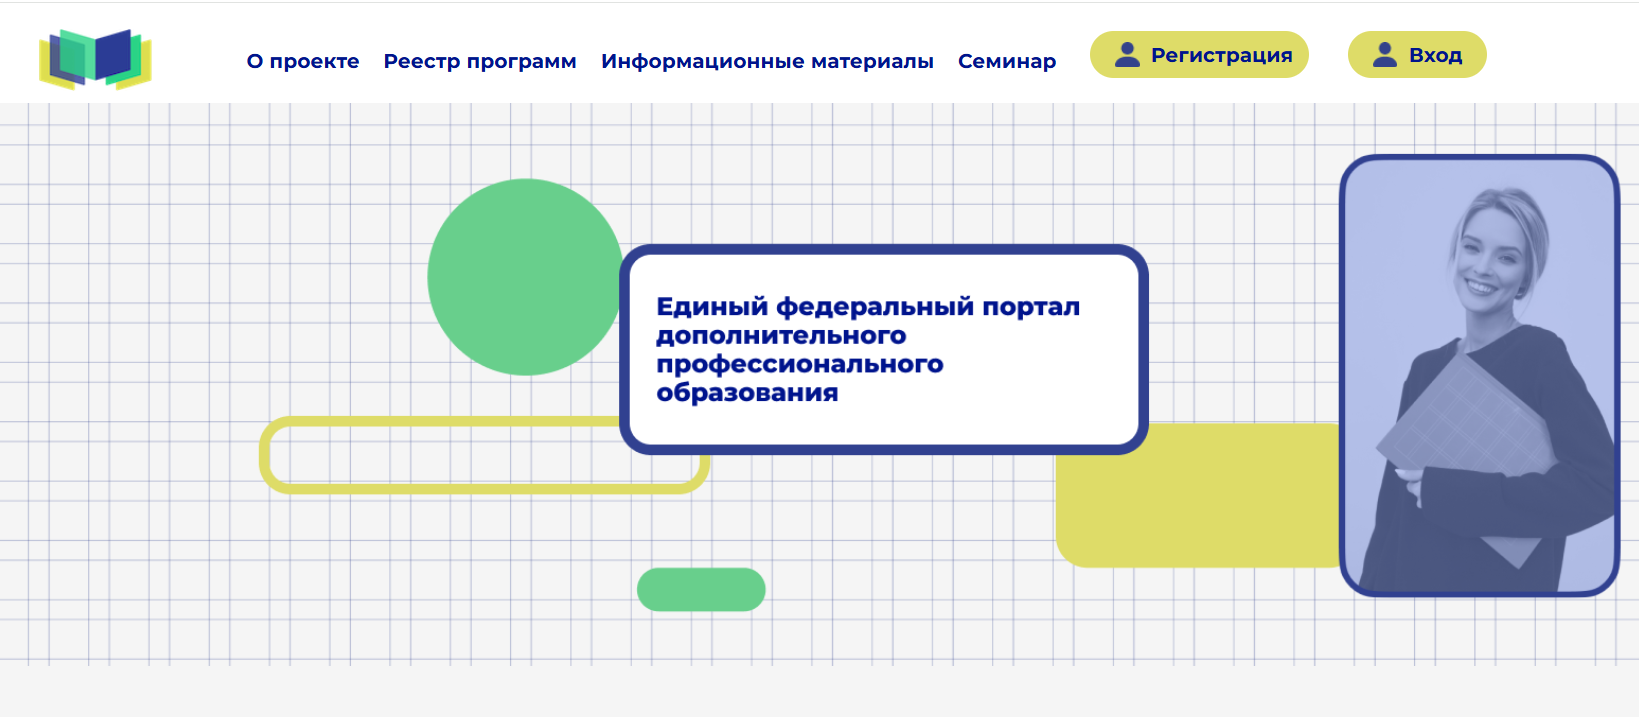 О проекте Реестр программ Информационные материалы Семинар Регистрация Вход
Единый федеральный портал
дополнительного
профессионального
образования